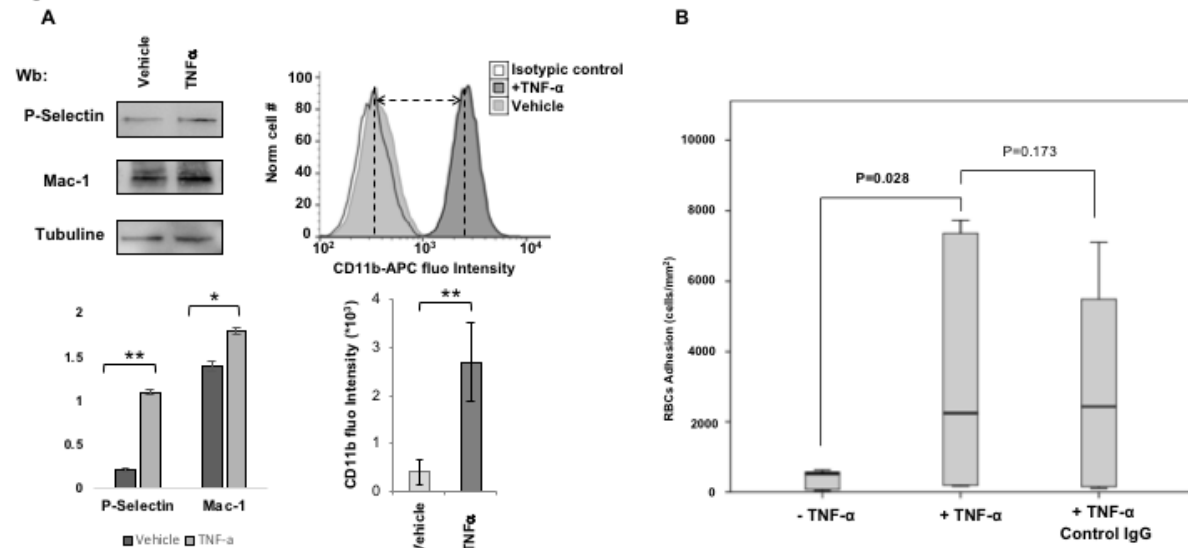 A
B
Vehicle
TNFα
Wb:
P-Selectin
Mac-1
Tubuline
Isotypic control
+TNF-α
Vehicle
Norm cell #
100
80
60
40
20
0
10²
10³
10⁴
CD11b-APC fluo Intensity
2
1.5
1
0.5
0
**
*
P-Selectin
Mac-1
Vehicle
TNF-a
CD11b fluo Intensity (*10³)
4
3
2
1
0
**
Vehicle
TNFα
RBCs Adhesion (cells/mm²)
10000
8000
6000
4000
2000
0
P=0.028
P=0.173
- TNF-α
+ TNF-α
+ TNF-α
Control IgG